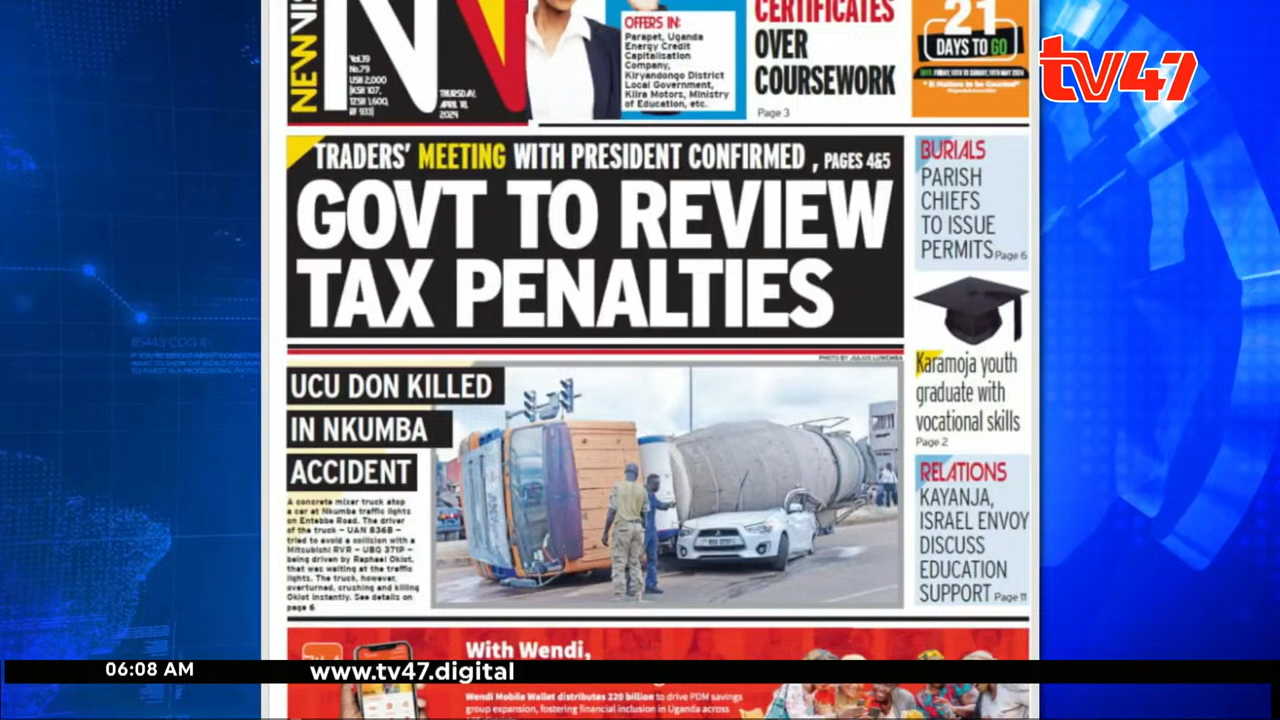 NEW VIS
Vol.39
No.79
USH 2,000
(KSH 107,
TZSH 1,600,
RF 933)
THURSDAY,
APRIL 18,
2024
OFFERS IN:
Parapet, Uganda
Energy Credit
Capitalisation
Company,
Kiryandongo District
Local Government,
Kiira Motors, Ministry
of Education, etc.
CERTIFICATES
OVER
COURSEWORK
Page 3
21
DAYS TO GO
tv47
TRADERS' MEETING WITH PRESIDENT CONFIRMED , PAGES 4&5
GOVT TO REVIEW
TAX PENALTIES
BURIALS
PARISH
CHIEFS
TO ISSUE
PERMITS Page 6
PHOTO BY JULIUS LUWEMBA
UCU DON KILLED
IN NKUMBA
ACCIDENT
A concrete mixer truck atop
a car at Nkumba traffic lights
on Entebbe Road. The driver
of the truck – UAN 836B –
tried to avoid a collision with a
Mitsubishi RVR – UBQ 371P –
being driven by Raphael Okiot,
that was waiting at the traffic
lights. The truck, however,
overturned, crushing and killing
Okiot instantly. See details on
page 6
Karamoja youth
graduate with
vocational skills
Page 2
RELATIONS
KAYANJA,
ISRAEL ENVOY
DISCUSS
EDUCATION
SUPPORT Page 11
With Wendi,
06:08 AM
www.tv47.digital
Wendi Mobile Wallet distributes 220 billion to drive PDM savings
group expansion, fostering financial inclusion in Uganda across